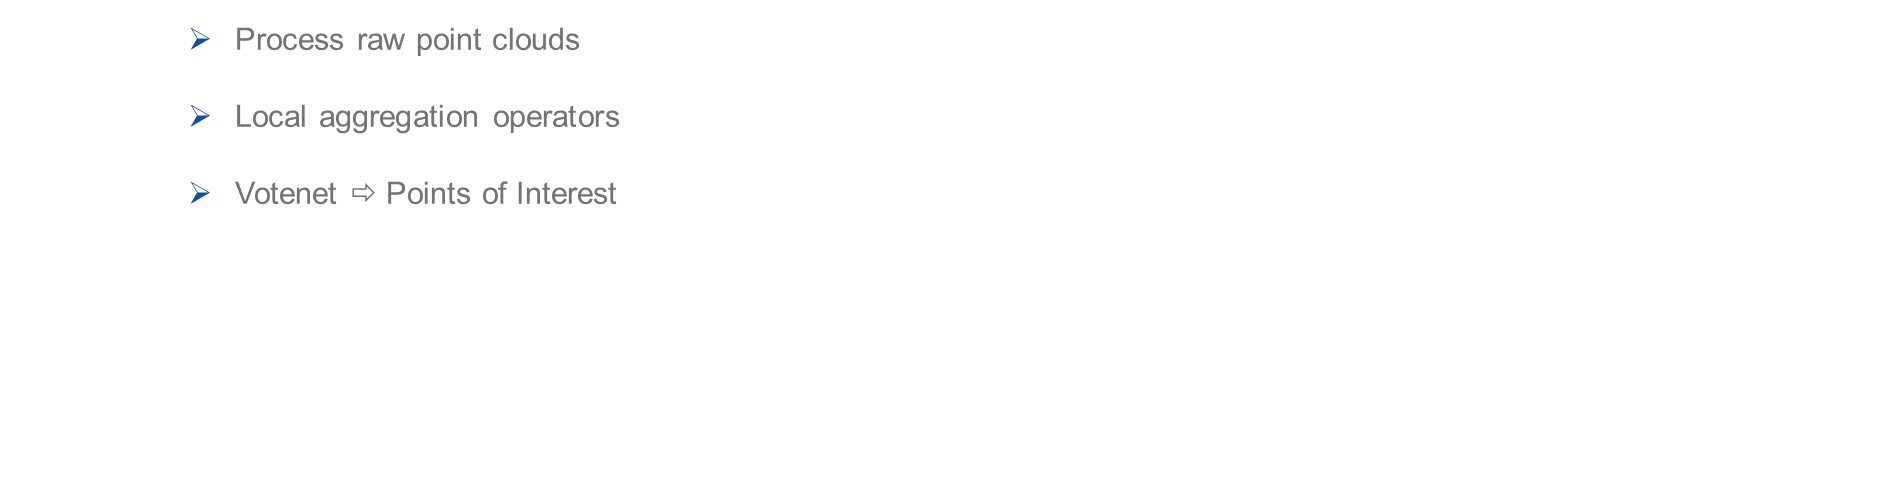 ➢ Process raw point clouds
➢ Local aggregation operators
➢ Votenet ⇨ Points of Interest